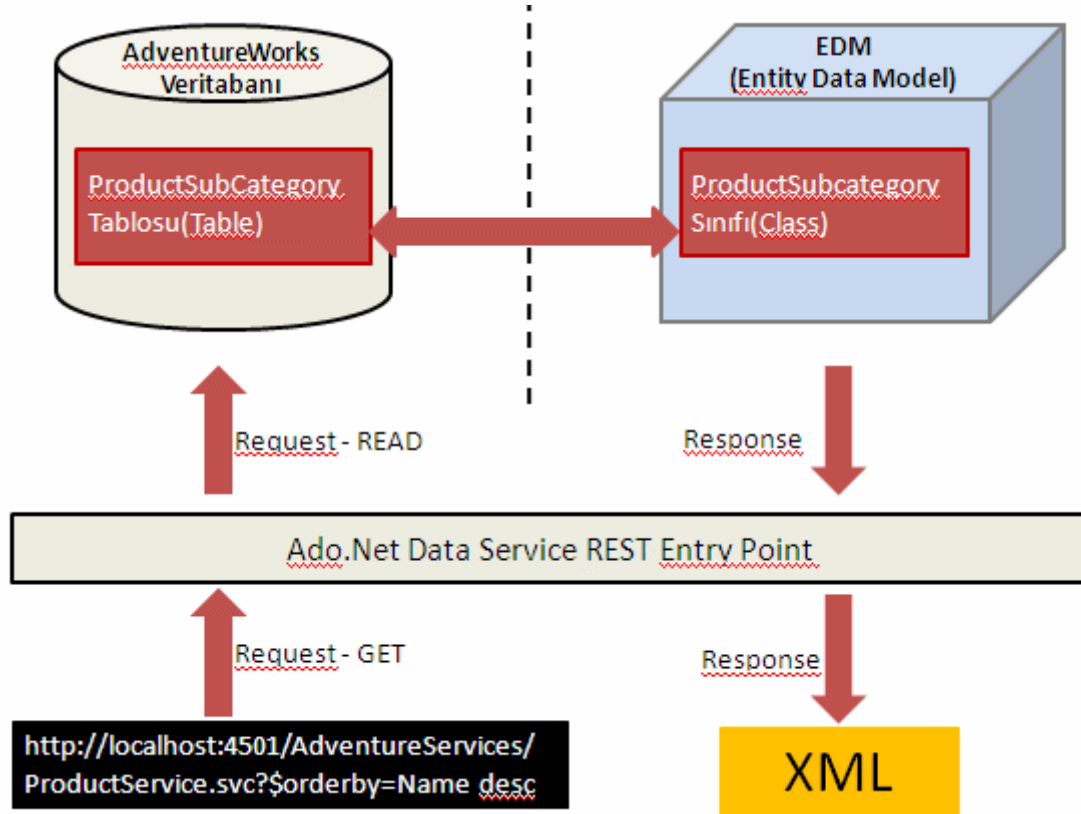 AdventureWorks
Veritabanı
EDM
(Entity Data Model)
ProductSubCategory
Tablosu(Table)
ProductSubcategory
Sınıfı(Class)
Request - READ
Response
Ado.Net Data Service REST Entry Point
Request - GET
Response
http://localhost:4501/AdventureServices/
ProductService.svc?$orderby=Name desc
XML